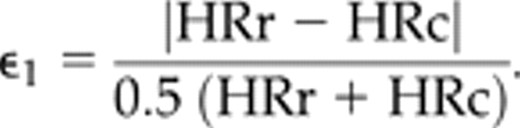 ϵ₁ = |HRr − HRc| / 0.5 (HRr + HRc).